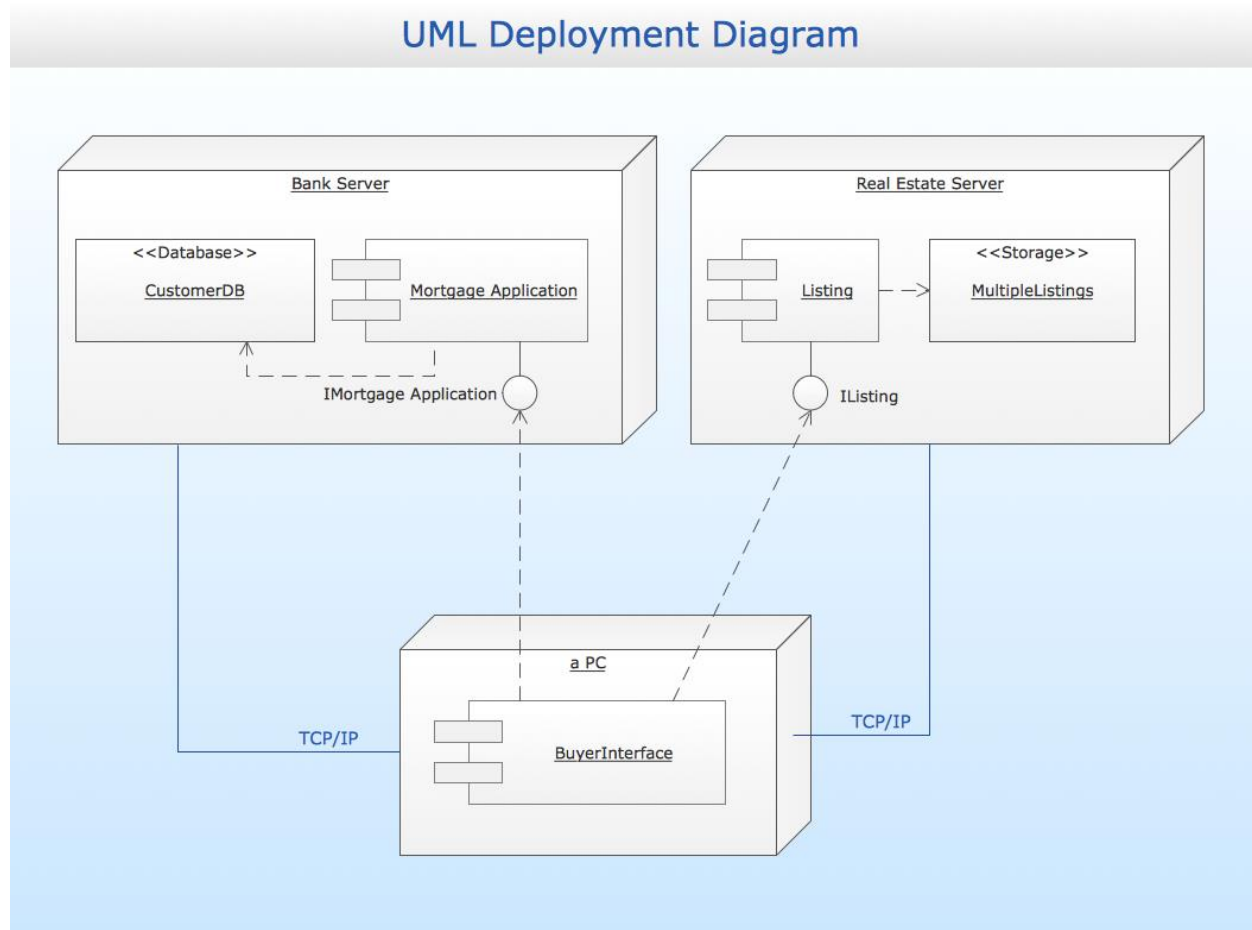 UML Deployment Diagram
Bank Server
<<Database>>
CustomerDB
Mortgage Application
IMortgage Application
Real Estate Server
Listing
<<Storage>>
MultipleListings
IListing
a PC
BuyerInterface
TCP/IP
TCP/IP